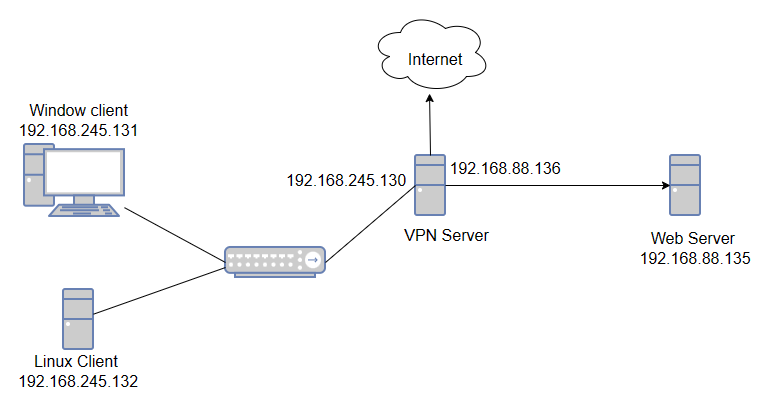 Internet
Window client
192.168.245.131
192.168.245.130
192.168.88.136
VPN Server
Web Server
192.168.88.135
Linux Client
192.168.245.132